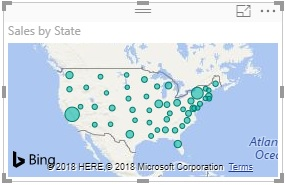 Sales by State
Atlan
Ocea
Bing
© 2018 HERE, © 2018 Microsoft Corporation Terms